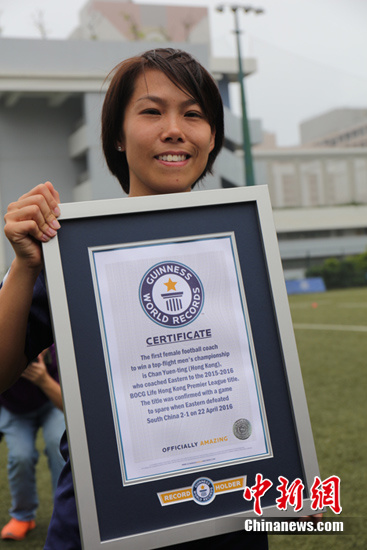 GUINNESS
WORLD
RECORDS
CERTIFICATE
The first female football coach
to win a top-flight men's championship
is Chan Yuen-ting (Hong Kong),
who coached Eastern to the 2015-2016
BOCG Life Hong Kong Premier League title.
The title was confirmed with a game
to spare when Eastern defeated
South China 2-1 on 22 April 2016
OFFICIALLY AMAZING
RECORD HOLDER
中新网
www.
Chinanews.com